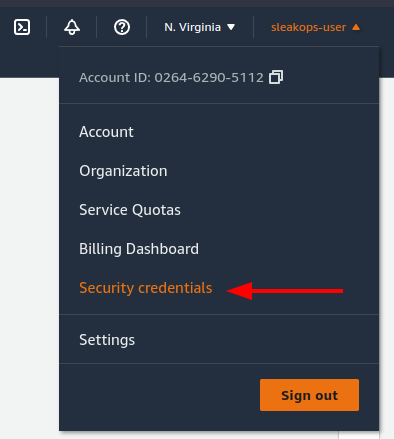 N. Virginia sleakops-user
Account ID: 0264-6290-5112
Account
Organization
Service Quotas
Billing Dashboard
Security credentials
Settings
Sign out